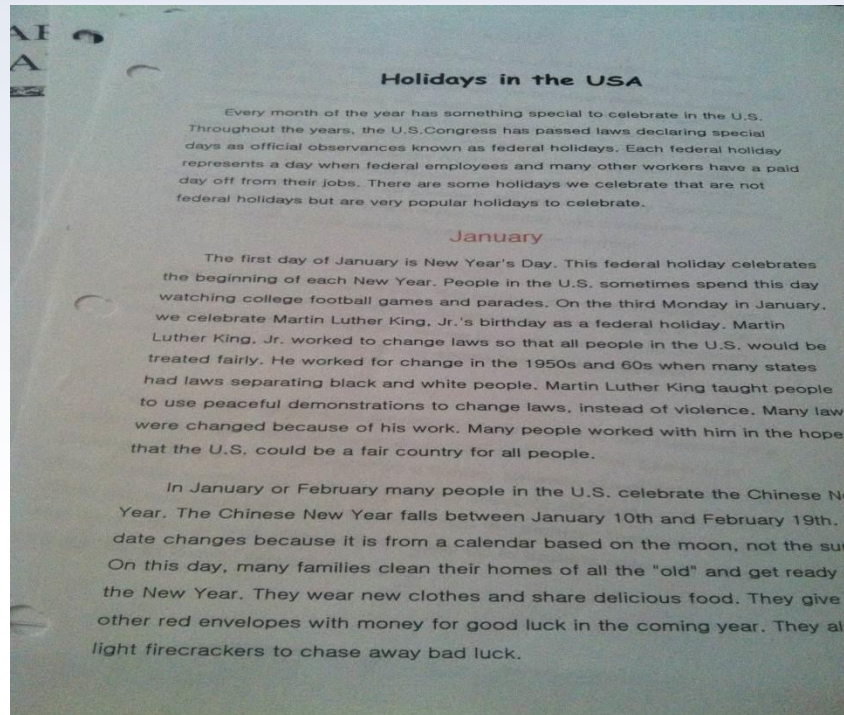 AF
A
Holidays in the USA
Every month of the year has something special to celebrate in the U.S.
Throughout the years, the U.S.Congress has passed laws declaring special
days as official observances known as federal holidays. Each federal holiday
represents a day when federal employees and many other workers have a paid
day off from their jobs. There are some holidays we celebrate that are not
federal holidays but are very popular holidays to celebrate.
January
The first day of January is New Year's Day. This federal holiday celebrates
the beginning of each New Year. People in the U.S. sometimes spend this day
watching college football games and parades. On the third Monday in January,
we celebrate Martin Luther King, Jr.'s birthday as a federal holiday. Martin
Luther King, Jr. worked to change laws so that all people in the U.S. would be
treated fairly. He worked for change in the 1950s and 60s when many states
had laws separating black and white people. Martin Luther King taught people
to use peaceful demonstrations to change laws, instead of violence. Many law
were changed because of his work. Many people worked with him in the hope
that the U.S. could be a fair country for all people.
In January or February many people in the U.S. celebrate the Chinese N
Year. The Chinese New Year falls between January 10th and February 19th.
date changes because it is from a calendar based on the moon, not the su
On this day, many families clean their homes of all the "old" and get ready
the New Year. They wear new clothes and share delicious food. They give
other red envelopes with money for good luck in the coming year. They al
light firecrackers to chase away bad luck.